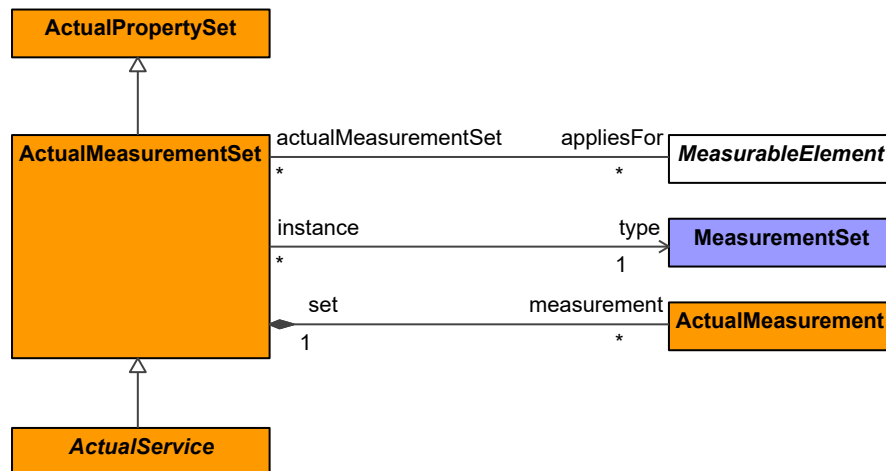 ActualPropertySet
ActualMeasurementSet
actualMeasurementSet appliesFor
* *
MeasurableElement
instance type
* 1
MeasurementSet
set measurement
1 *
ActualMeasurement
ActualService